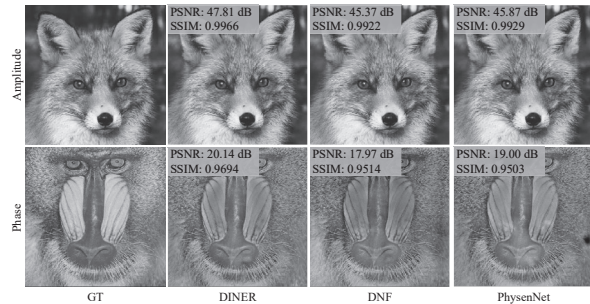 Amplitude
PSNR: 47.81 dB
SSIM: 0.9966
PSNR: 45.37 dB
SSIM: 0.9922
PSNR: 45.87 dB
SSIM: 0.9929
Phase
PSNR: 20.14 dB
SSIM: 0.9694
PSNR: 17.97 dB
SSIM: 0.9514
PSNR: 19.00 dB
SSIM: 0.9503
GT
DINER
DNF
PhysenNet